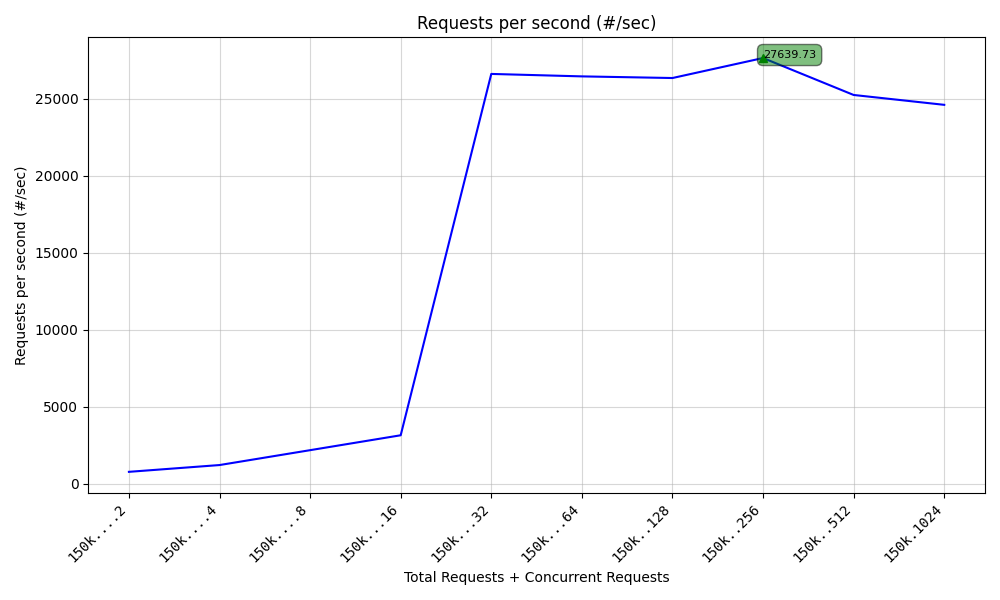 Requests per second (#/sec)
27639.73
25000
20000
15000
10000
5000
0
Requests per second (#/sec)
150k....2
150k....4
150k....8
150k...16
150k...32
150k...64
150k..128
150k..256
150k..512
150k.1024
Total Requests + Concurrent Requests